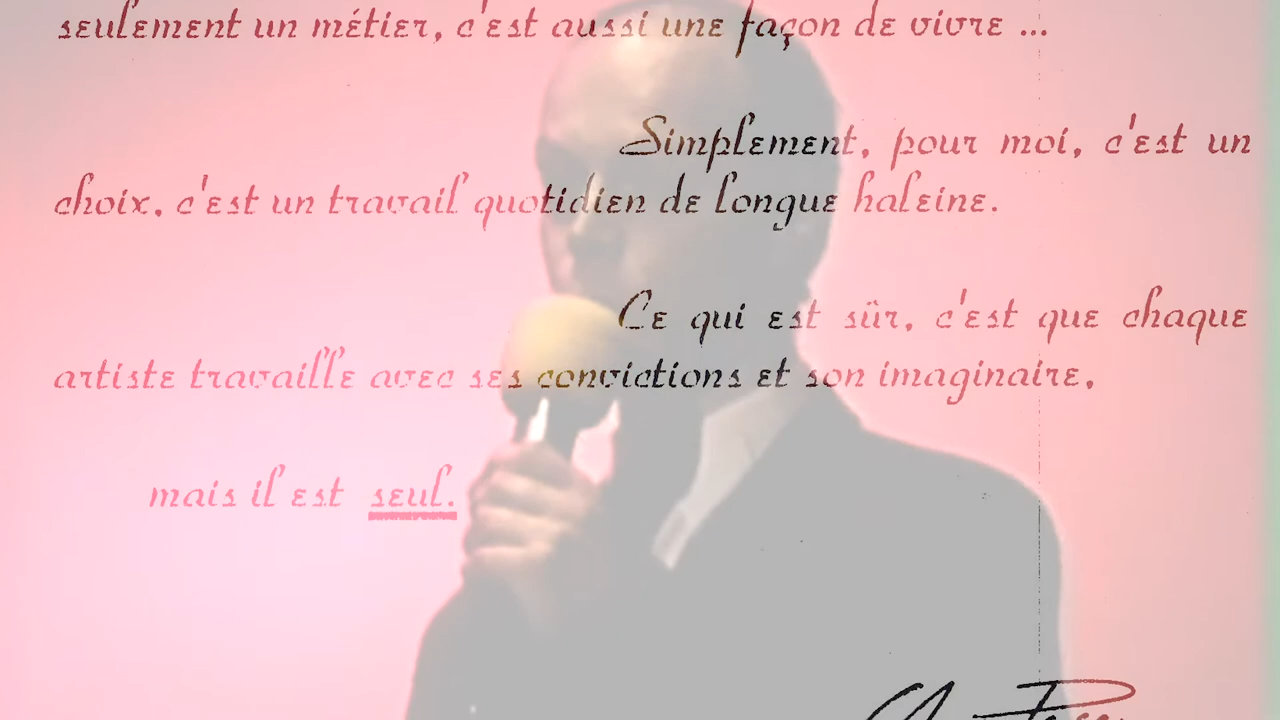 seulement un métier, c'est aussi une façon de vivre ...
Simplement, pour moi, c'est un
choix, c'est un travail quotidien de longue haleine.
Ce qui est sûr, c'est que chaque
artiste travaille avec ses convictions et son imaginaire,
mais il est seul.